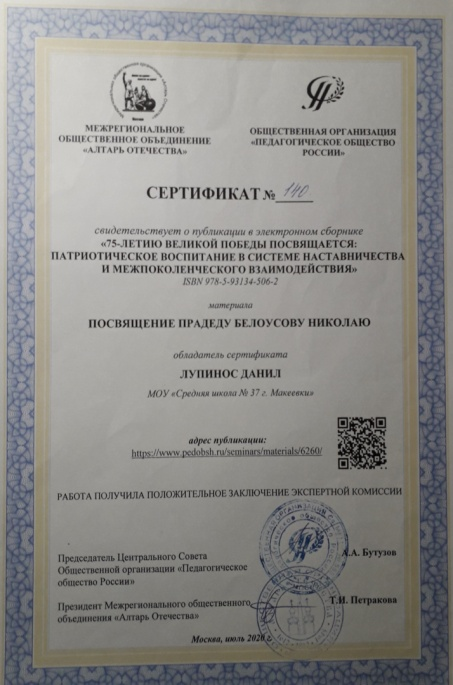 МЕЖРЕГИОНАЛЬНОЕ
ОБЩЕСТВЕННОЕ ОБЪЕДИНЕНИЕ
«АЛТАРЬ ОТЕЧЕСТВА»
ОБЩЕСТВЕННАЯ ОРГАНИЗАЦИЯ
«ПЕДАГОГИЧЕСКОЕ ОБЩЕСТВО
РОССИИ»
СЕРТИФИКАТ № 140
свидетельствует о публикации в электронном сборнике
«75-ЛЕТИЮ ВЕЛИКОЙ ПОБЕДЫ ПОСВЯЩАЕТСЯ:
ПАТРИОТИЧЕСКОЕ ВОСПИТАНИЕ В СИСТЕМЕ НАСТАВНИЧЕСТВА
И МЕЖПОКОЛЕНЧЕСКОГО ВЗАИМОДЕЙСТВИЯ»
ISBN 978-5-93134-506-2
материала
ПОСВЯЩЕНИЕ ПРАДЕДУ БЕЛОУСОВУ НИКОЛАЮ
обладатель сертификата
ЛУПИНОС ДАНИЛ
МОУ «Средняя школа № 37 г. Макеевки»
адрес публикации:
https://www.pedobsh.ru/seminars/materials/6260/
РАБОТА ПОЛУЧИЛА ПОЛОЖИТЕЛЬНОЕ ЗАКЛЮЧЕНИЕ ЭКСПЕРТНОЙ КОМИССИИ
Председатель Центрального Совета
Общественной организации «Педагогическое
общество России»
А.А. Бутузов
Президент Межрегионального общественного
объединения «Алтарь Отечества»
Т.И. Петракова
Москва, июль 2020 г.